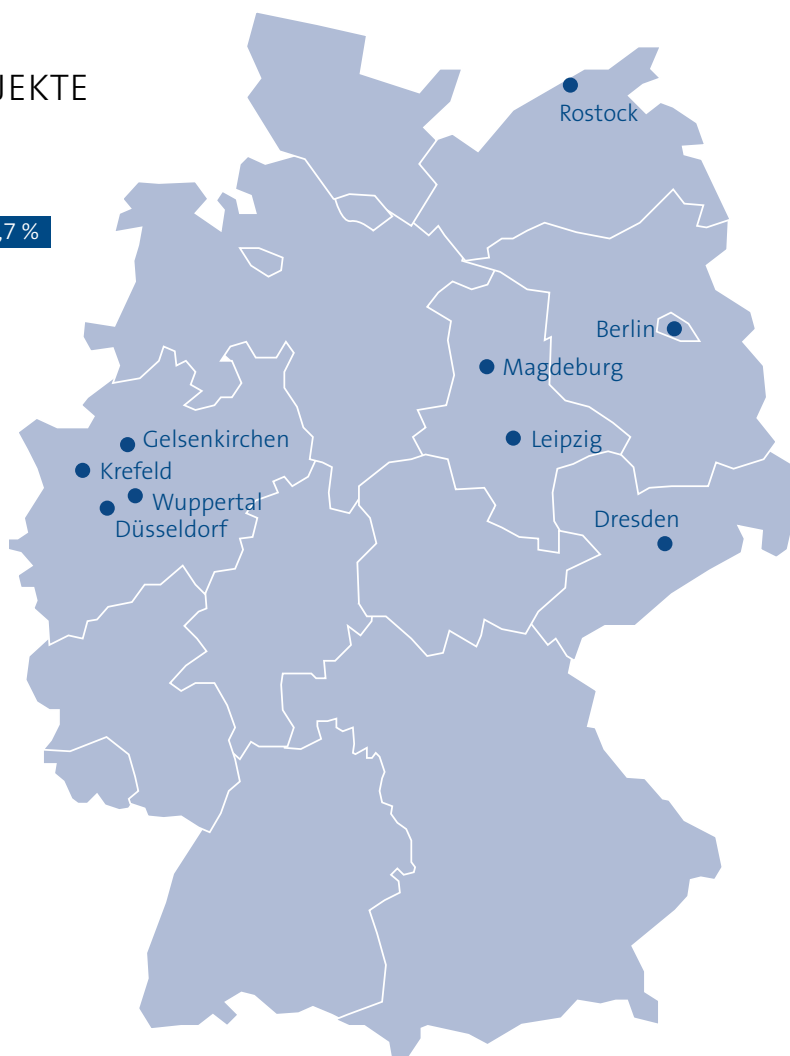 JEKTE
Rostock
,7 %
Berlin
Magdeburg
Gelsenkirchen
Leipzig
Krefeld
Wuppertal
Dresden
Düsseldorf